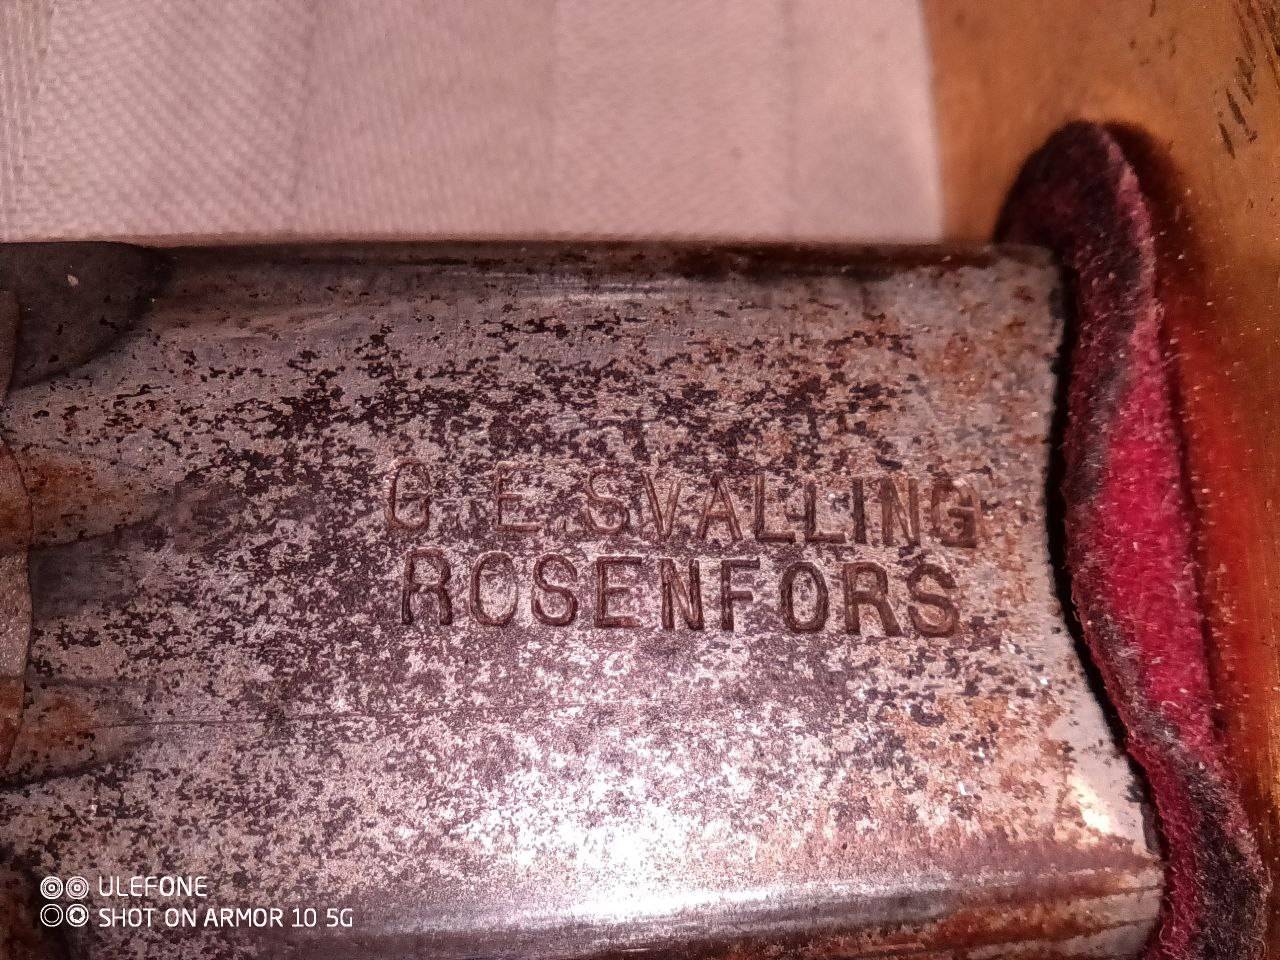 G. E. SVALLING
ROSENFORS
ULEFONE
SHOT ON ARMOR 10 5G